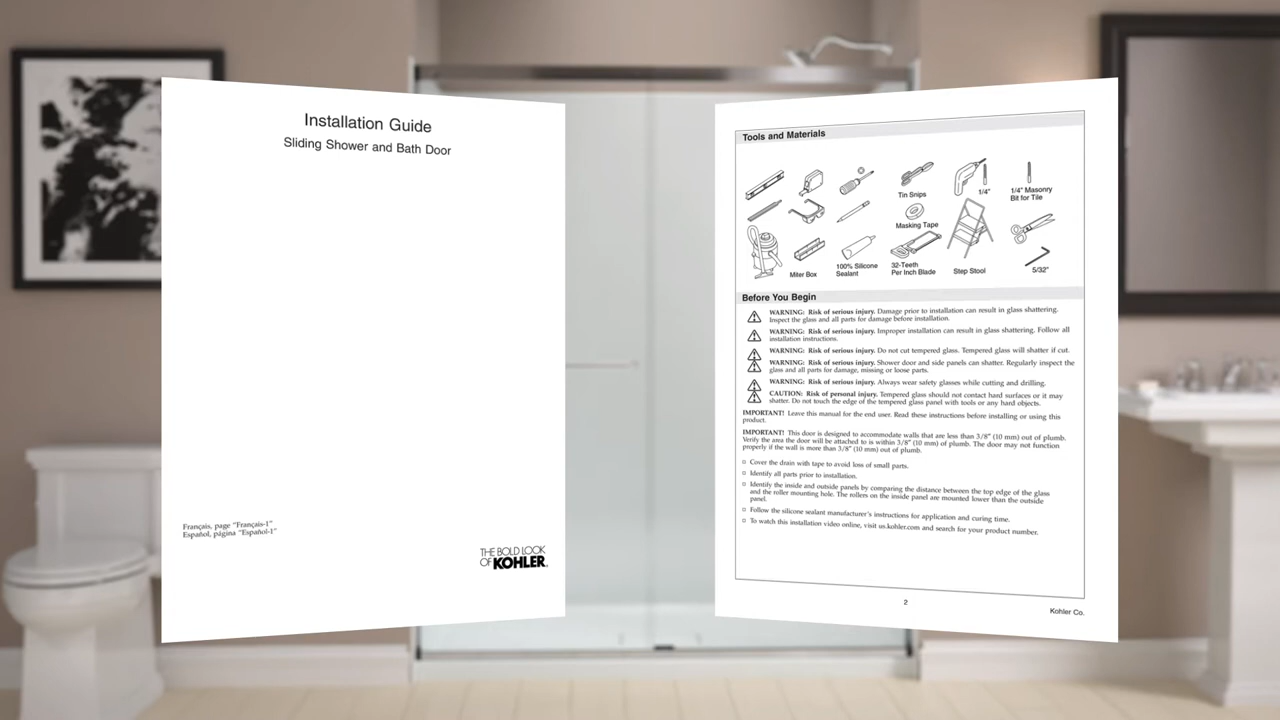 Installation Guide
Sliding Shower and Bath Door
Français, page “Français-1”
Español, página “Español-1”
THE BOLD LOOK
OF KOHLER®
Tools and Materials
Tin Snips
1/4"
1/4" Masonry
Bit for Tile
Masking Tape
Miter Box
100% Silicone
Sealant
32-Teeth
Per Inch Blade
Step Stool
5/32"
Before You Begin
WARNING: Risk of serious injury. Damage prior to installation can result in glass shattering.
Inspect the glass and all parts for damage before installation.
WARNING: Risk of serious injury. Improper installation can result in glass shattering. Follow all
installation instructions.
WARNING: Risk of serious injury. Do not cut tempered glass. Tempered glass will shatter if cut.
WARNING: Risk of serious injury. Shower door and side panels can shatter. Regularly inspect the
glass and all parts for damage, missing or loose parts.
WARNING: Risk of serious injury. Always wear safety glasses while cutting and drilling.
CAUTION: Risk of personal injury. Tempered glass should not contact hard surfaces or it may
shatter. Do not touch the edge of the tempered glass panel with tools or any hard objects.
IMPORTANT! Leave this manual for the end user. Read these instructions before installing or using this
product.
IMPORTANT! This door is designed to accommodate walls that are less than 3/8" (10 mm) out of plumb.
Verify the area the door will be attached to is within 3/8" (10 mm) of plumb. The door may not function
properly if the wall is more than 3/8" (10 mm) out of plumb.
Cover the drain with tape to avoid loss of small parts.
Identify all parts prior to installation.
Identify the inside and outside panels by comparing the distance between the top edge of the glass
and the roller mounting hole. The rollers on the inside panel are mounted lower than the outside
panel.
Follow the silicone sealant manufacturer's instructions for application and curing time.
To watch this installation video online, visit us.kohler.com and search for your product number.
2
Kohler Co.